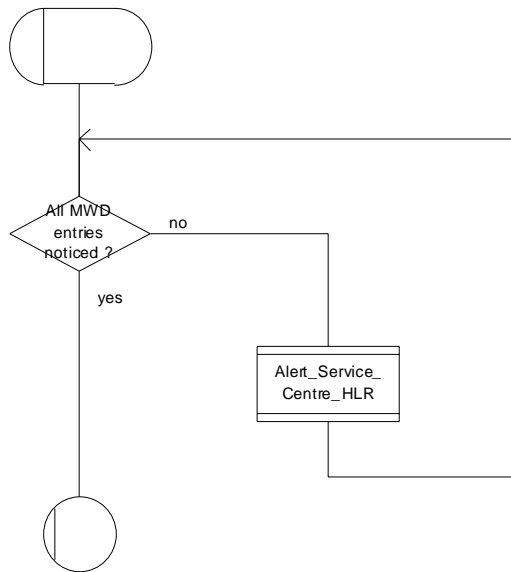 All MWD
entries
noticed ?
no
yes
Alert_Service_
Centre_HLR